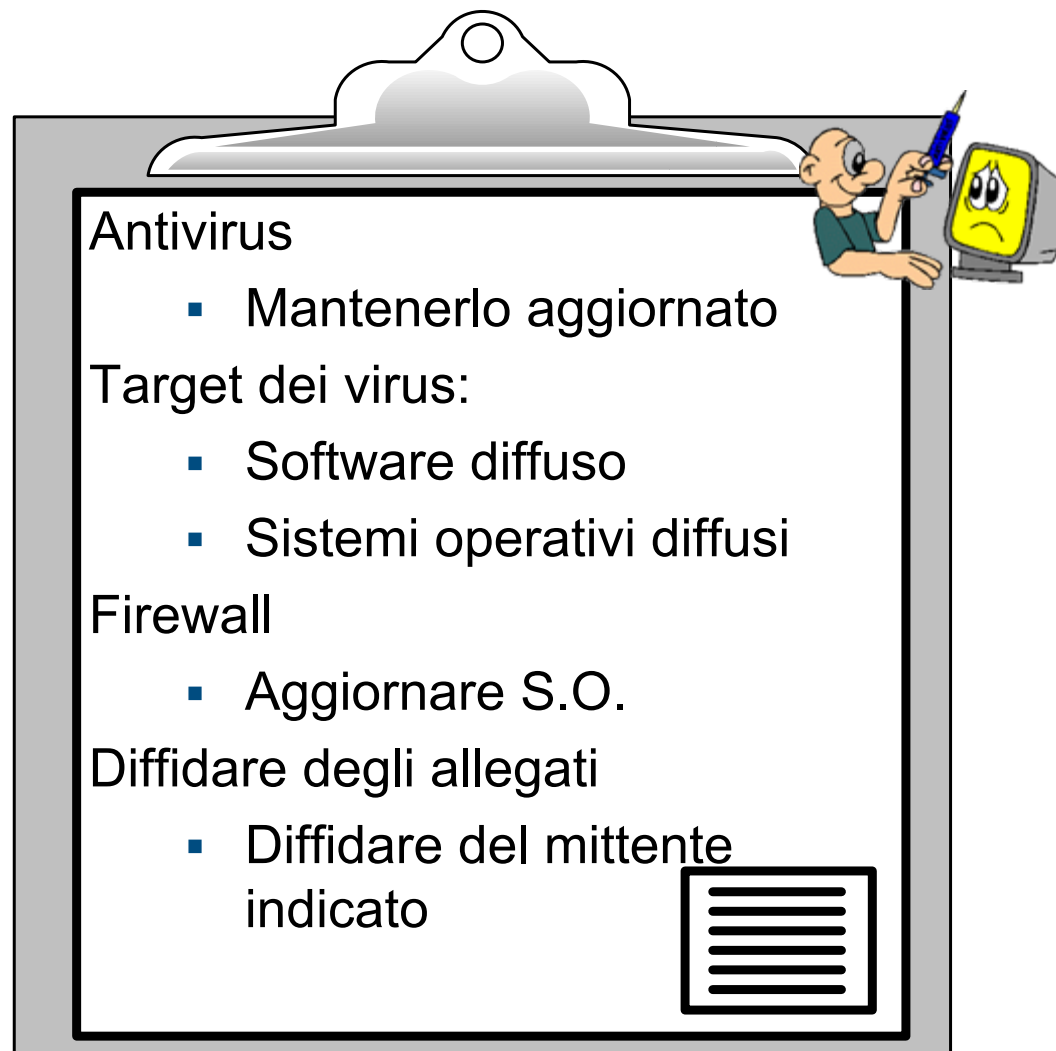 Antivirus
▪ Mantenerlo aggiornato
Target dei virus:
▪ Software diffuso
▪ Sistemi operativi diffusi
Firewall
▪ Aggiornare S.O.
Diffidare degli allegati
▪ Diffidare del mittente
indicato